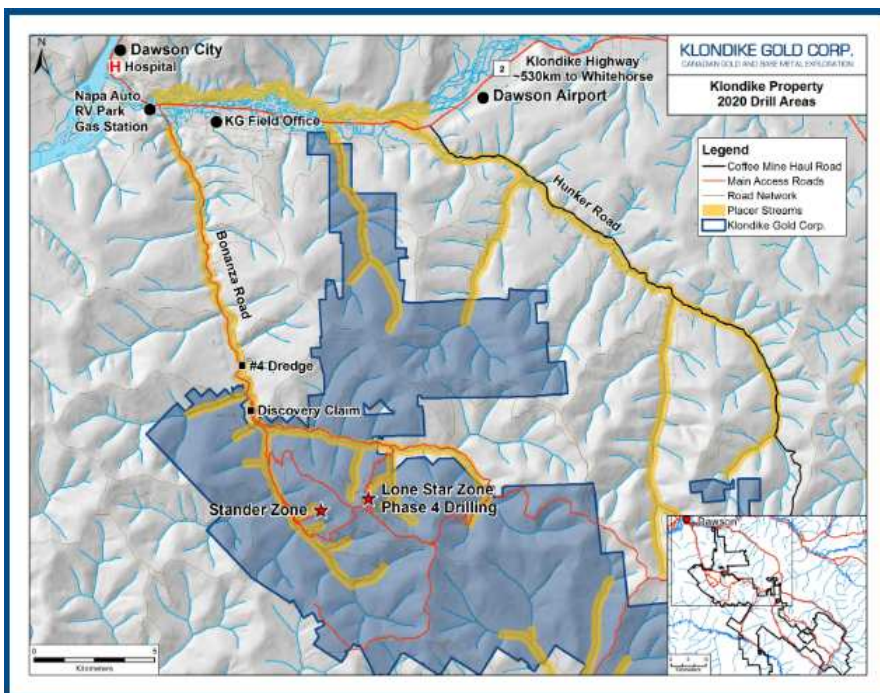 N
Dawson City
H Hospital
Napa Auto
RV Park
Gas Station
KG Field Office
2
Klondike Highway
~530km to Whitehorse
Dawson Airport
KLONDIKE GOLD CORP.
CANADIAN GOLD AND BASE METAL EXPLORATION
Klondike Property
2020 Drill Areas
Legend
Coffee Mine Haul Road
Main Access Roads
Road Network
Placer Streams
Klondike Gold Corp.
Hunker Road
Bonanza Road
#4 Dredge
Discovery Claim
Stander Zone
Lone Star Zone
Phase 4 Drilling
Dawson
0
5
Kilometers